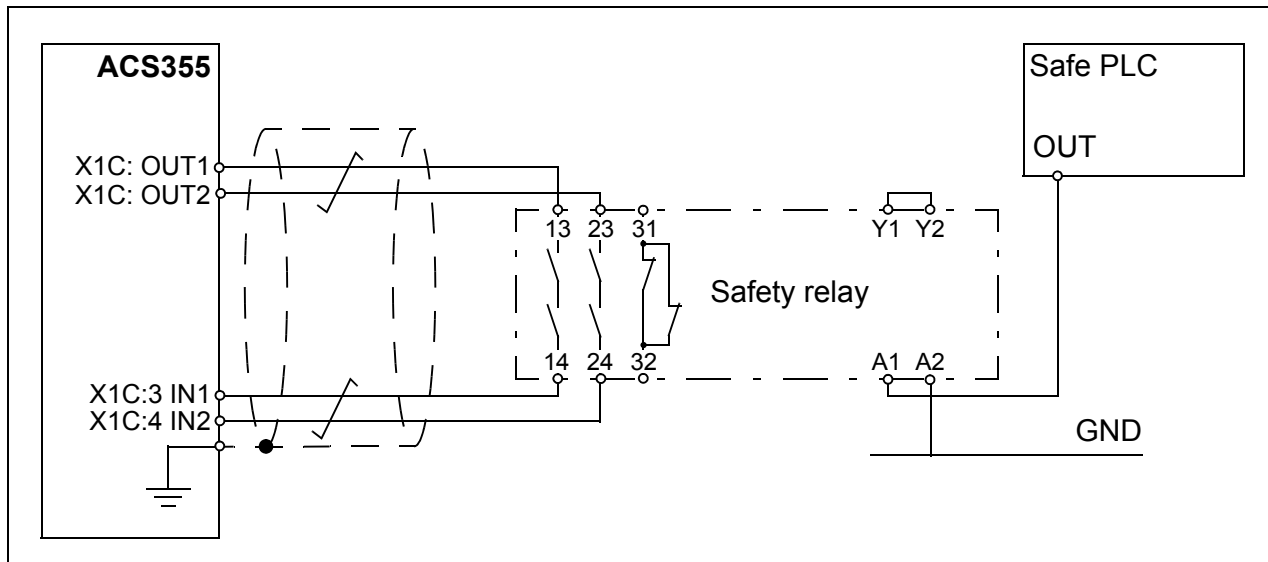 ACS355
Safe PLC
OUT
X1C: OUT1
X1C: OUT2
13 23 31
Y1 Y2
Safety relay
14 24 32
A1 A2
X1C:3 IN1
X1C:4 IN2
GND